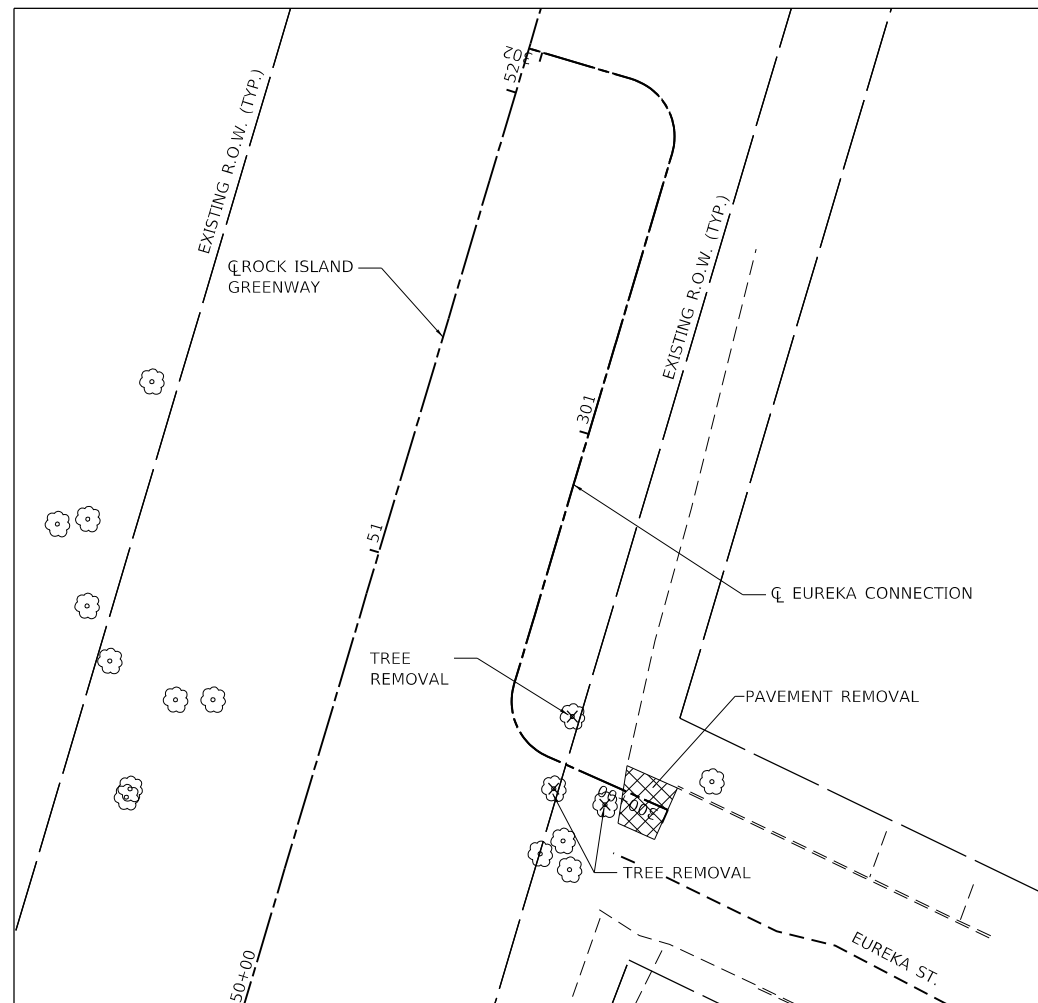 EXISTING R.O.W. (TYP.)
52
EXISTING R.O.W. (TYP.)
℄ ROCK ISLAND
GREENWAY
301
51
℄ EUREKA CONNECTION
TREE
REMOVAL
PAVEMENT REMOVAL
TREE REMOVAL
EUREKA ST.
50+00